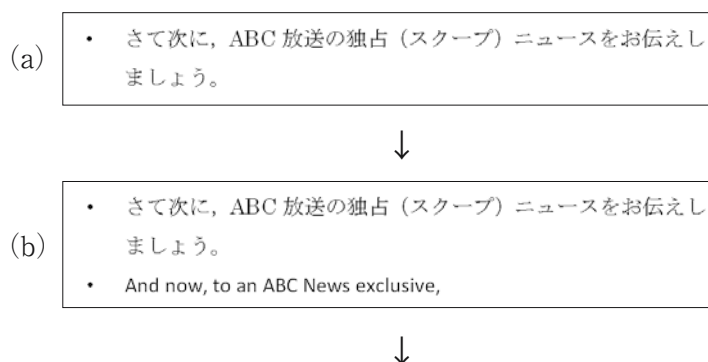 (a)
• さて次に，ABC 放送の独占（スクープ）ニュースをお伝えし
ましょう。
↓
(b)
• さて次に，ABC 放送の独占（スクープ）ニュースをお伝えし
ましょう。
• And now, to an ABC News exclusive,
↓